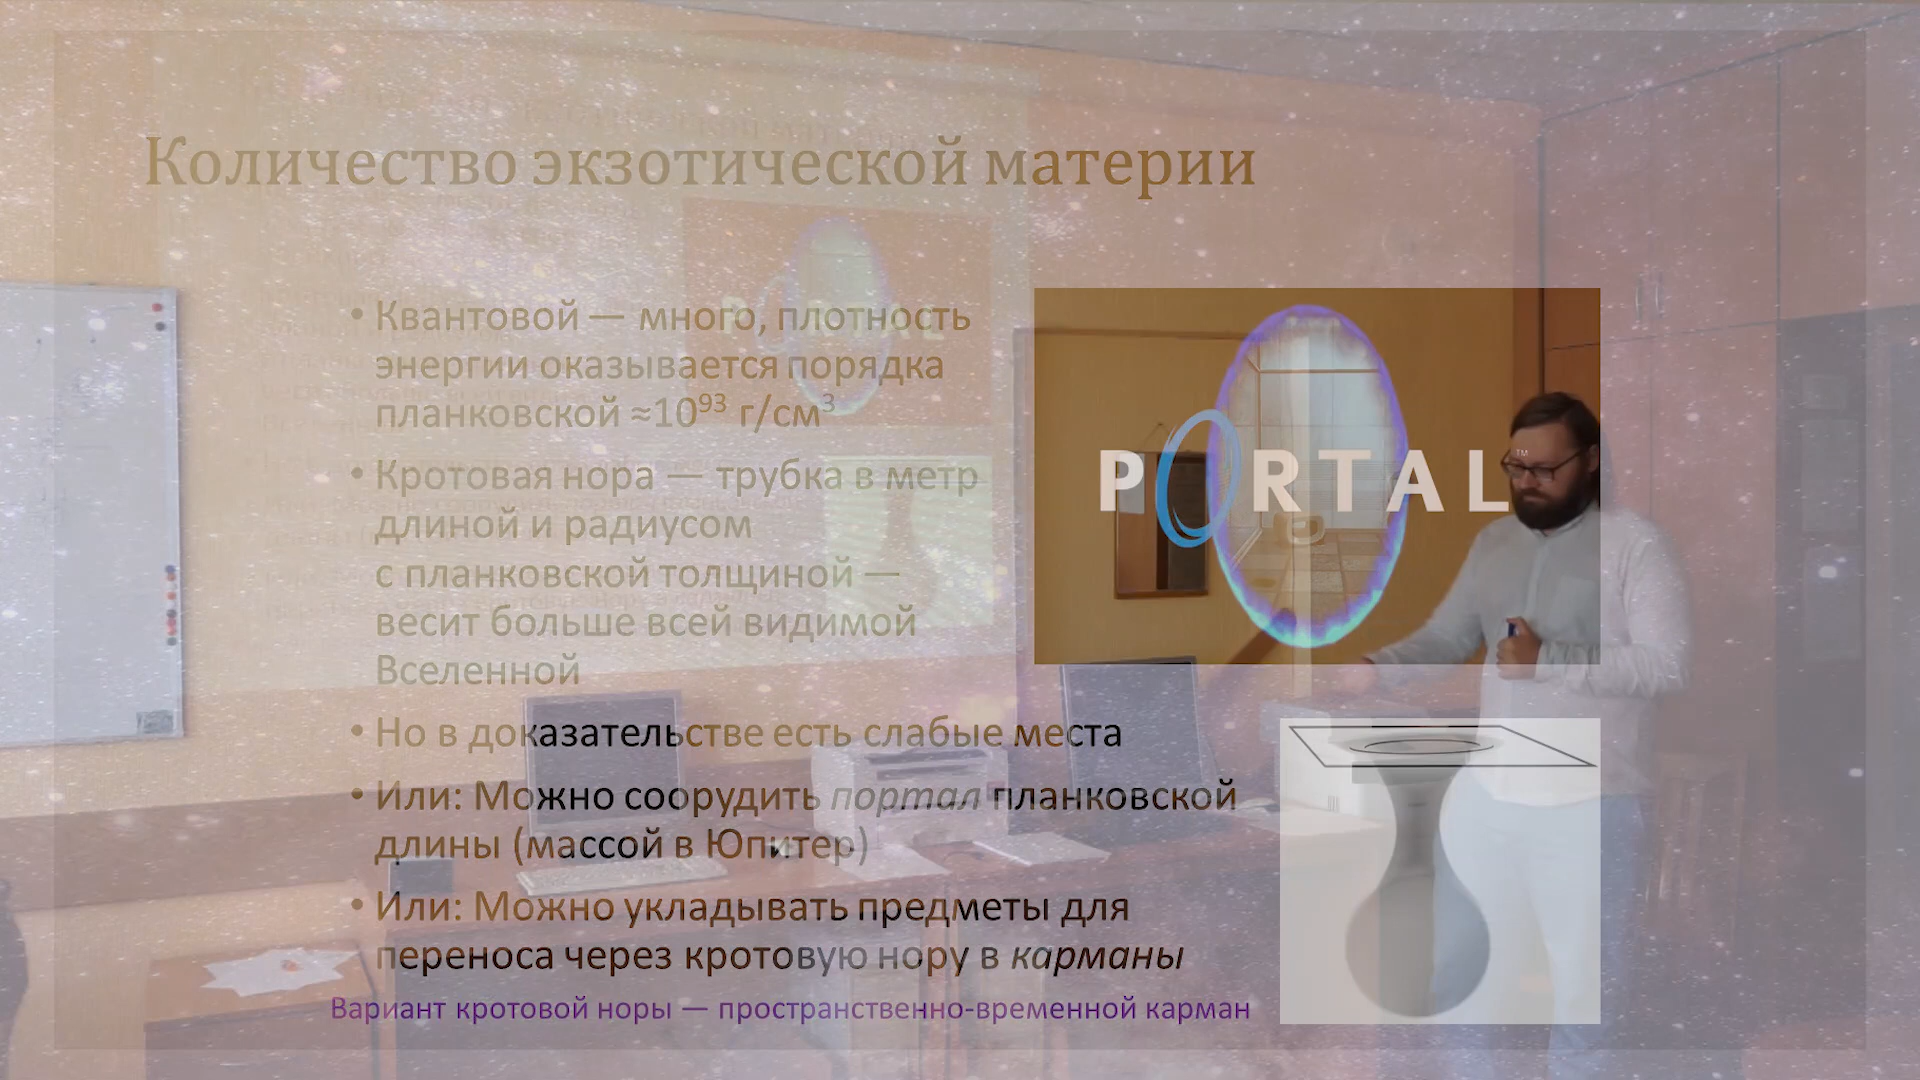 Количество экзотической материи
• Квантовой — много, плотность
энергии оказывается порядка
планковской ≈10⁹³ г/см³
• Кротовая нора — трубка в метр
длиной и радиусом
с планковской толщиной —
весит больше всей видимой
Вселенной
• Но в доказательстве есть слабые места
• Или: Можно соорудить портал планковской
длины (массой в Юпитер)
• Или: Можно укладывать предметы для
переноса через кротовую нору в карманы
Вариант кротовой норы — пространственно-временной карман
PORTAL™